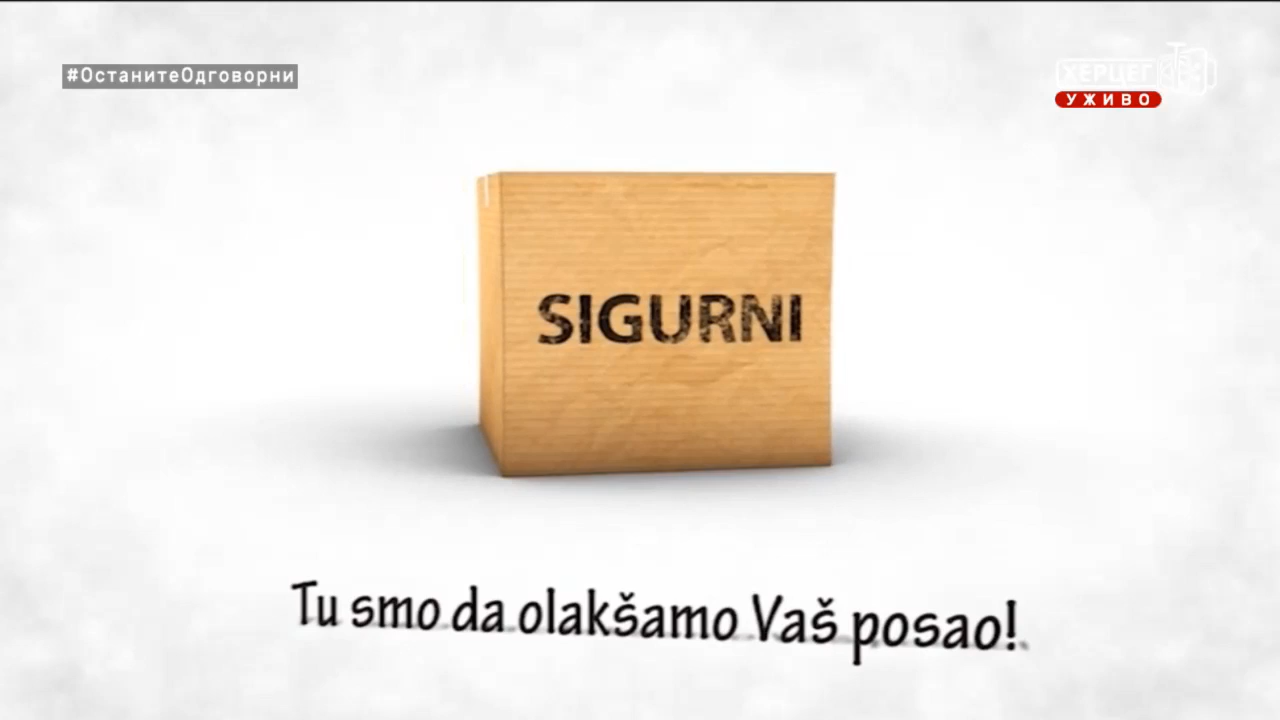 #ОстанитеОдговорни
ХЕРЦЕГ
УЖИВО
SIGURNI
Tu smo da olakšamo Vaš posao!